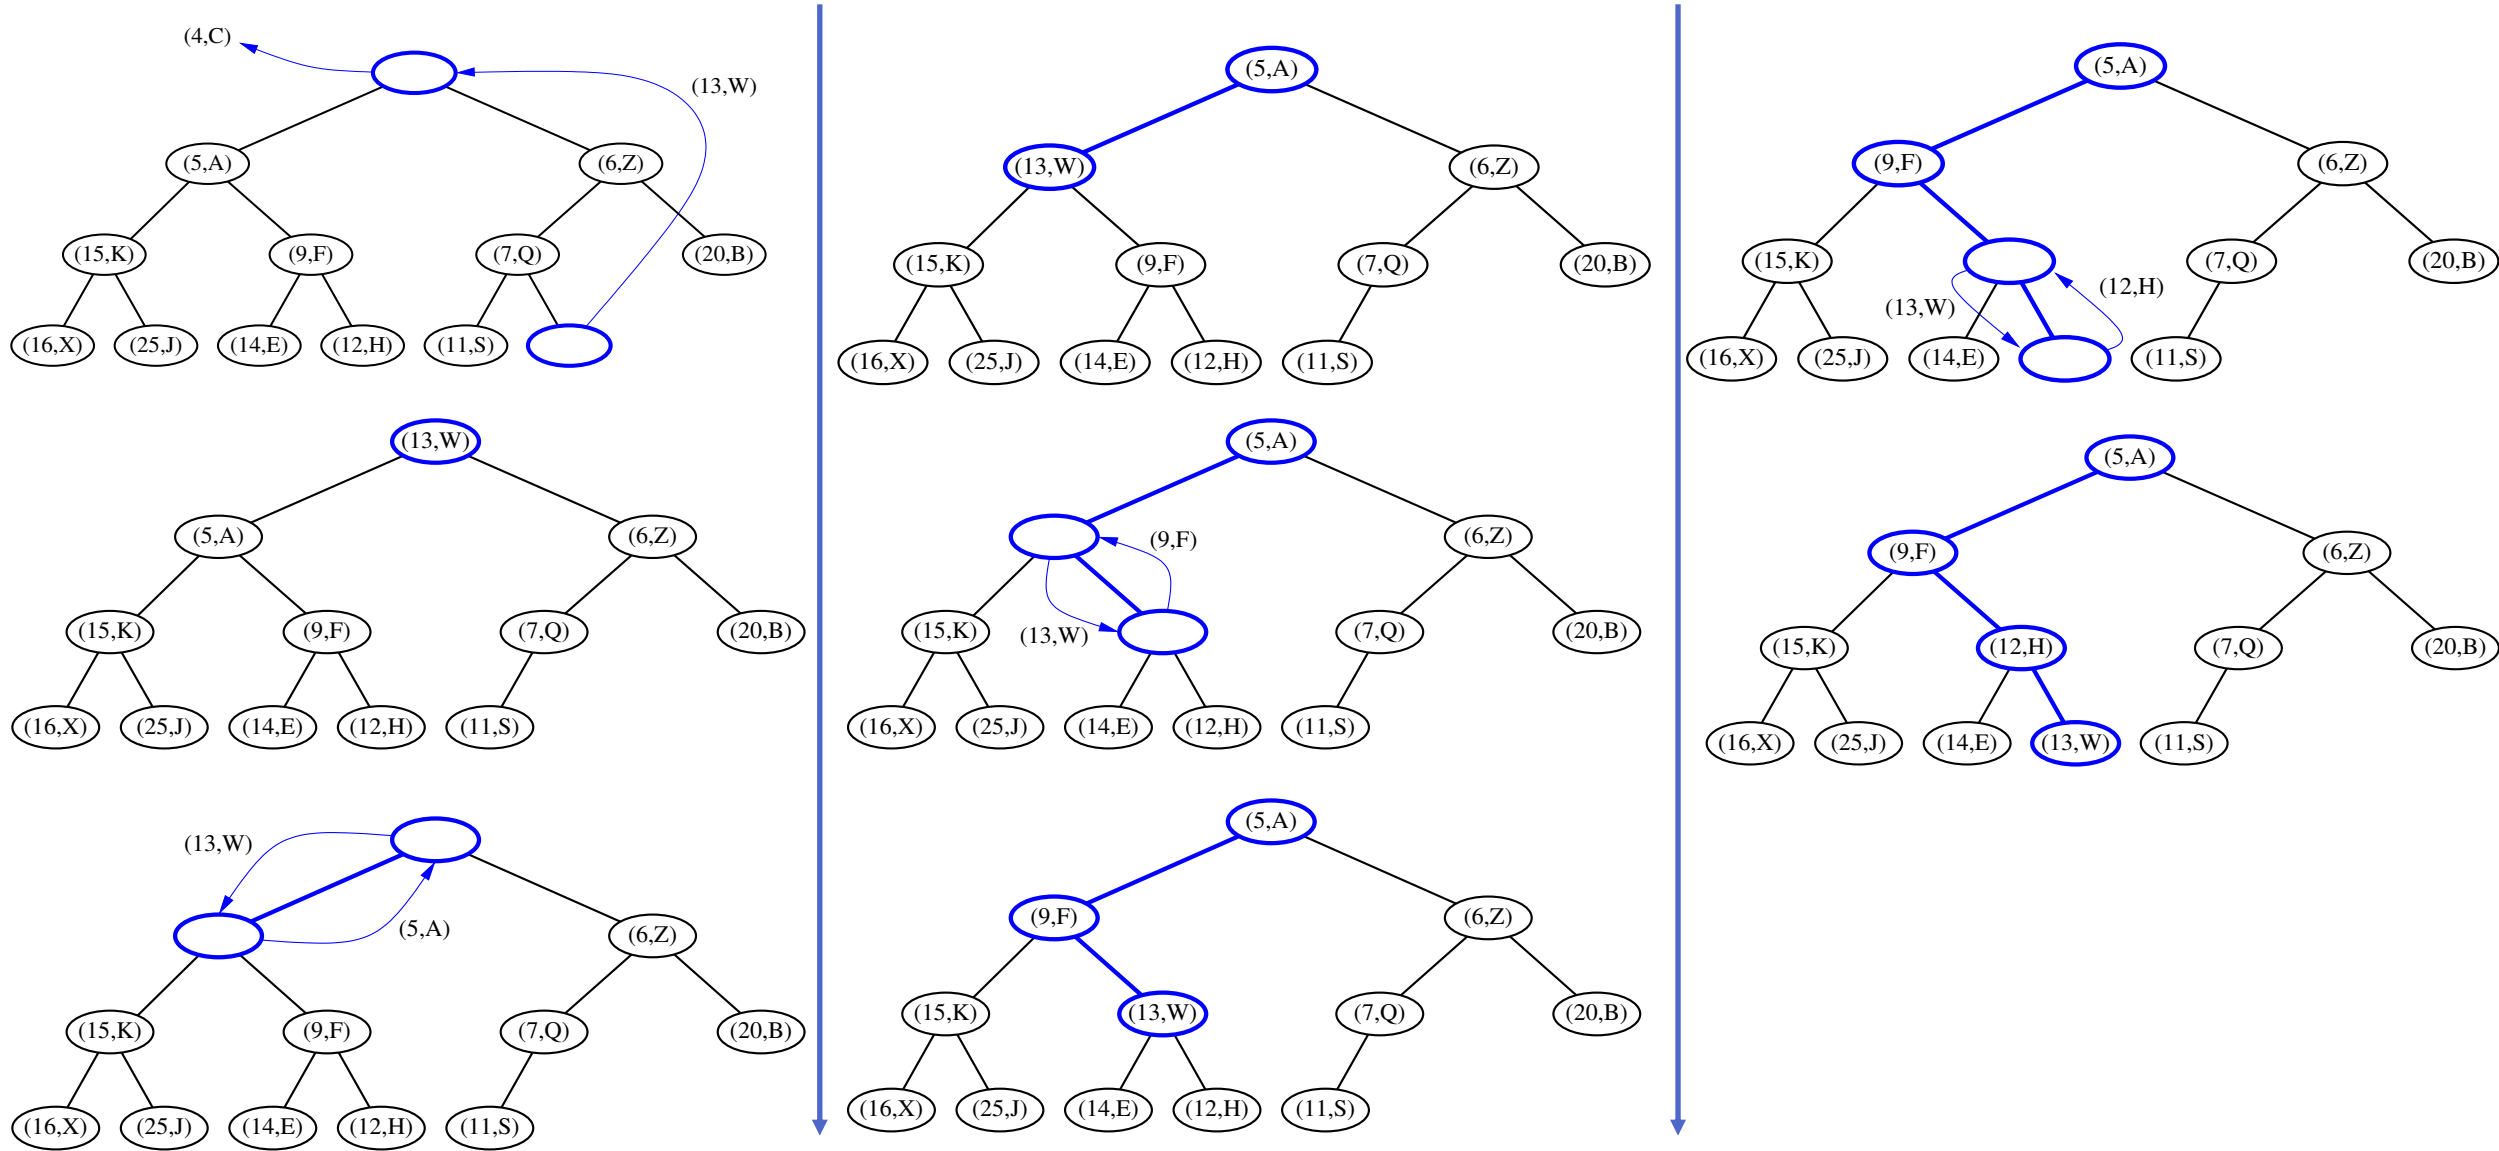 (4,C)
(13,W)
(5,A) (6,Z)
(15,K) (9,F) (7,Q) (20,B)
(16,X) (25,J) (14,E) (12,H) (11,S)
(13,W)
(5,A) (6,Z)
(15,K) (9,F) (7,Q) (20,B)
(16,X) (25,J) (14,E) (12,H) (11,S)
(13,W)
(5,A) (6,Z)
(15,K) (9,F) (7,Q) (20,B)
(16,X) (25,J) (14,E) (12,H) (11,S)
(5,A)
(13,W) (6,Z)
(15,K) (9,F) (7,Q) (20,B)
(16,X) (25,J) (14,E) (12,H) (11,S)
(5,A)
(9,F) (6,Z)
(15,K) (13,W) (7,Q) (20,B)
(16,X) (25,J) (14,E) (12,H) (11,S)
(5,A)
(9,F) (6,Z)
(15,K) (13,W) (7,Q) (20,B)
(16,X) (25,J) (14,E) (12,H) (11,S)
(5,A)
(9,F) (6,Z)
(15,K) (7,Q) (20,B)
(13,W) (12,H)
(16,X) (25,J) (14,E) (11,S)
(5,A)
(9,F) (6,Z)
(15,K) (12,H) (7,Q) (20,B)
(16,X) (25,J) (14,E) (13,W) (11,S)